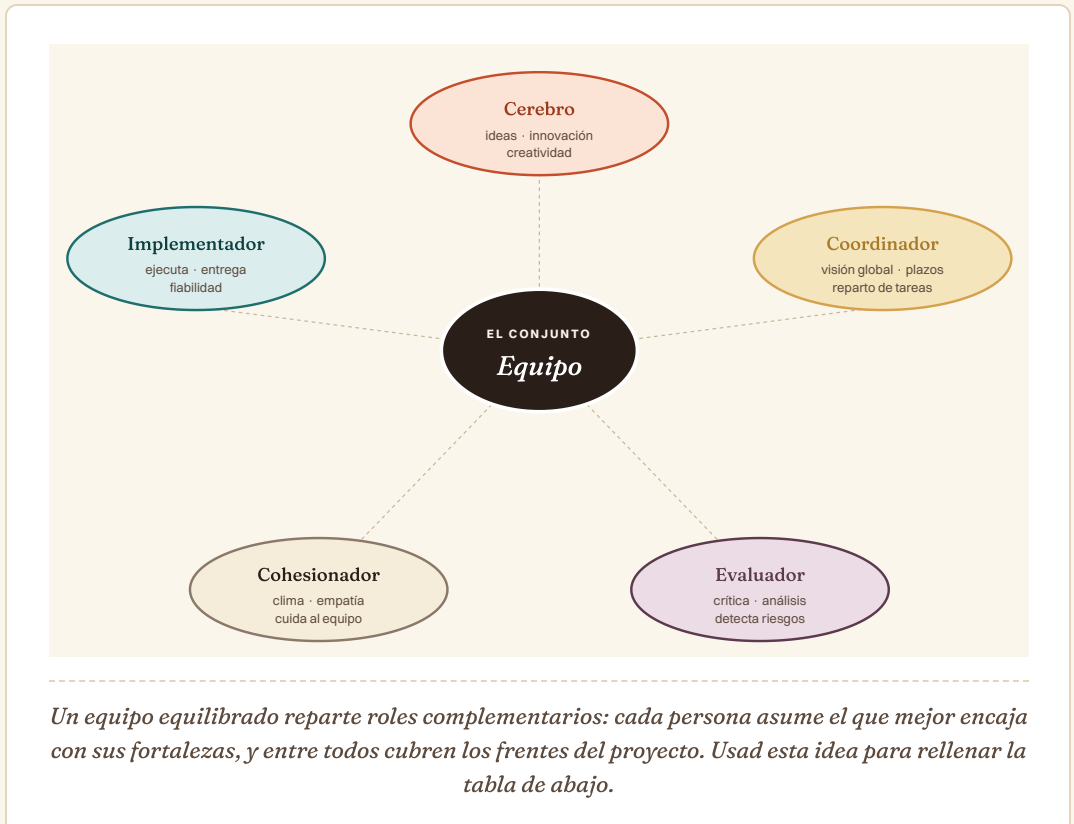 Cerebro
ideas · innovación
creatividad
Implementador
ejecuta · entrega
fiabilidad
Coordinador
visión global · plazos
reparto de tareas
EL CONJUNTO
Equipo
Cohesionador
clima · empatía
cuida al equipo
Evaluador
crítica · análisis
detecta riesgos
Un equipo equilibrado reparte roles complementarios: cada persona asume el que mejor encaja
con sus fortalezas, y entre todos cubren los frentes del proyecto. Usad esta idea para rellenar la
tabla de abajo.